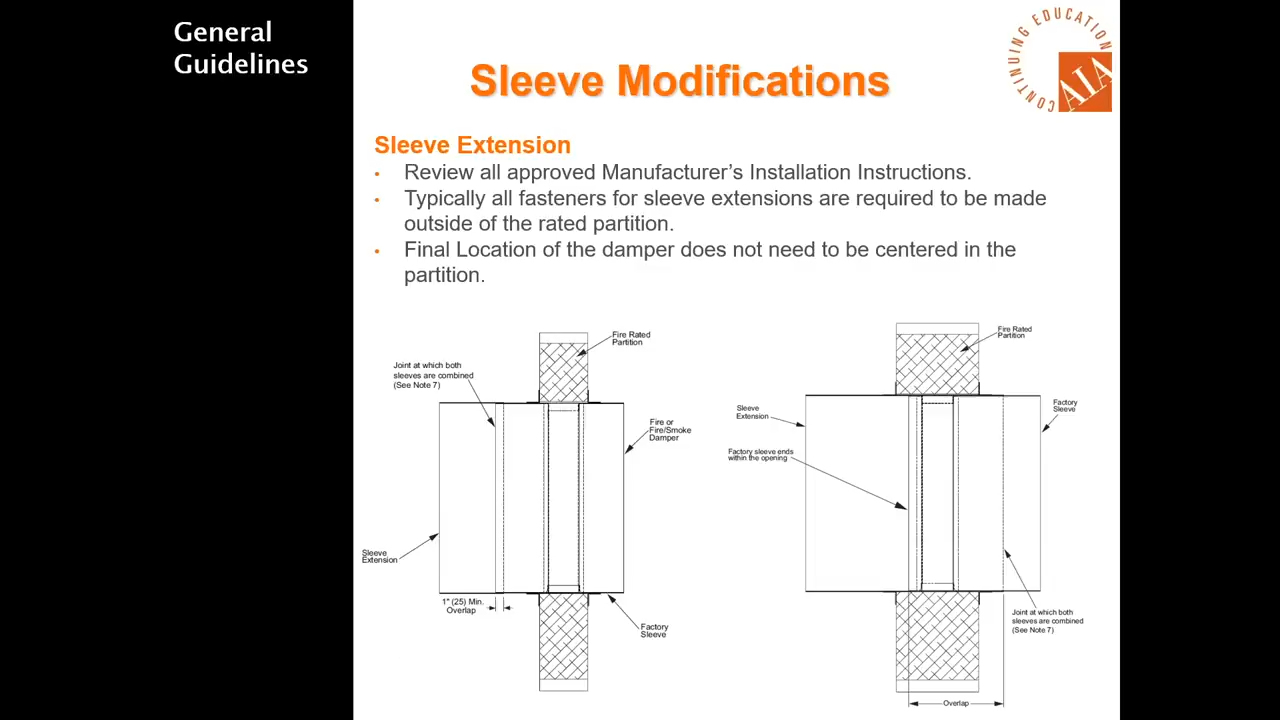 General
Guidelines
CONTINUING EDUCATION
AIA
Sleeve Modifications
Sleeve Extension
• Review all approved Manufacturer's Installation Instructions.
• Typically all fasteners for sleeve extensions are required to be made
outside of the rated partition.
• Final Location of the damper does not need to be centered in the
partition.
Fire Rated
Partition
Joint at which both
sleeves are combined
(See Note 7)
Fire or
Fire/Smoke
Damper
Sleeve
Extension
1" (25) Min.
Overlap
Factory
Sleeve
Fire Rated
Partition
Sleeve
Extension
Factory
Sleeve
Factory sleeve ends
within the opening
Joint at which both
sleeves are combined
(See Note 7)
Overlap